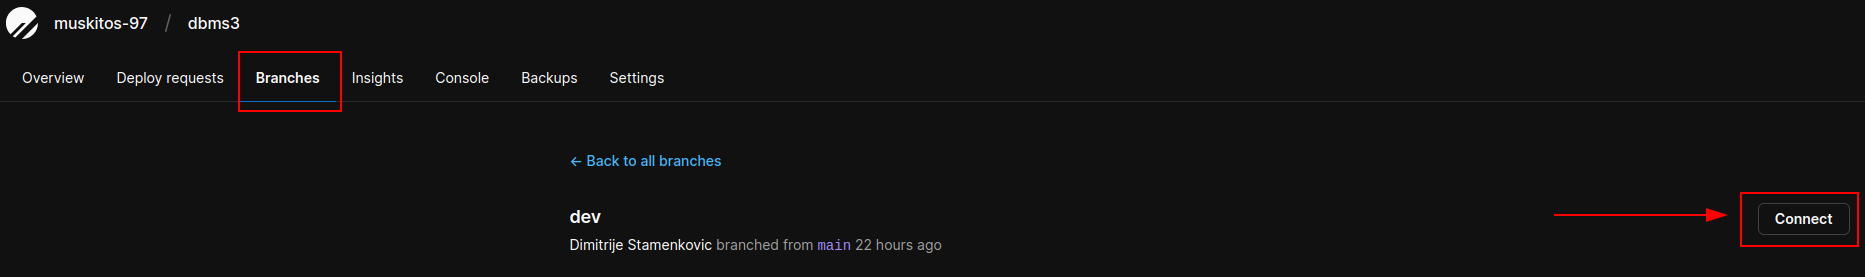 muskitos-97 / dbms3
Overview Deploy requests Branches Insights Console Backups Settings
← Back to all branches
dev
Connect
Dimitrije Stamenkovic branched from main 22 hours ago